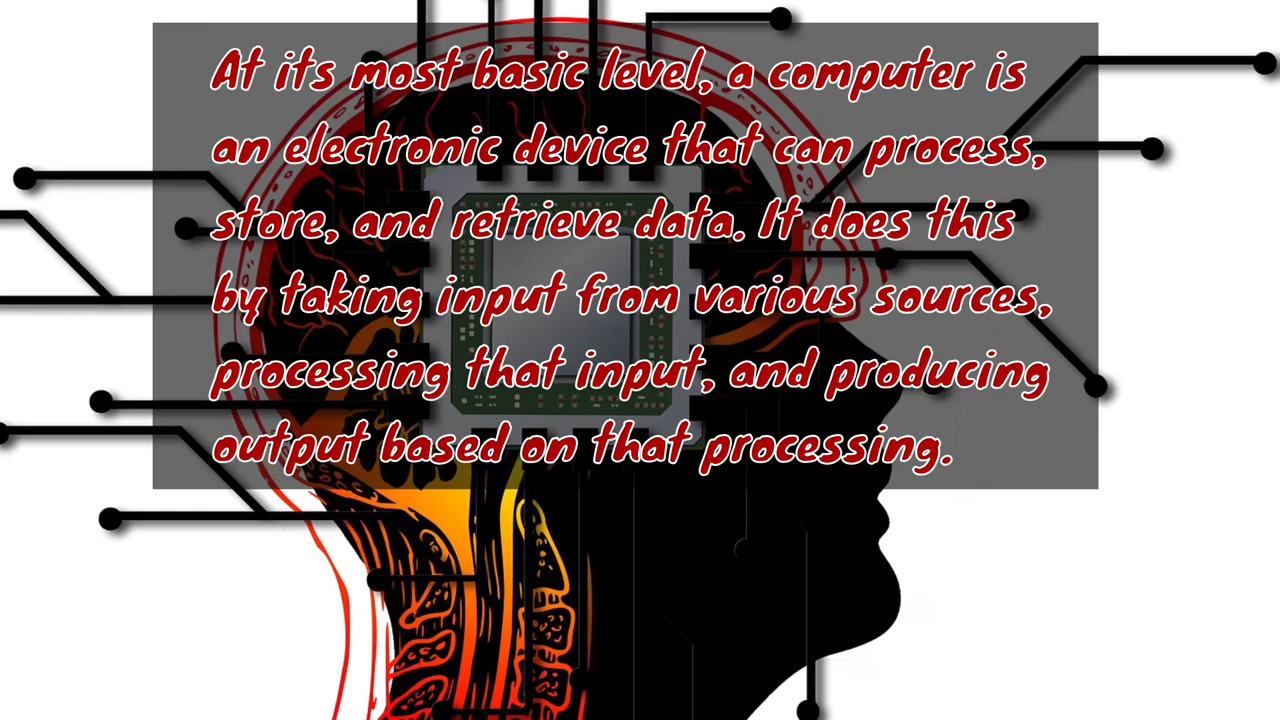 At its most basic level, a computer is
an electronic device that can process,
store, and retrieve data. It does this
by taking input from various sources,
processing that input, and producing
output based on that processing.